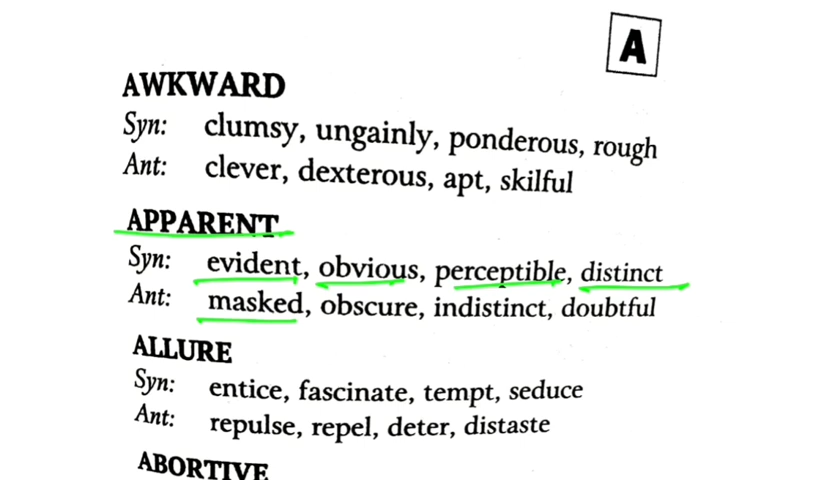 A
AWKWARD
Syn: clumsy, ungainly, ponderous, rough
Ant: clever, dexterous, apt, skilful
APPARENT
Syn: evident, obvious, perceptible, distinct
Ant: masked, obscure, indistinct, doubtful
ALLURE
Syn: entice, fascinate, tempt, seduce
Ant: repulse, repel, deter, distaste
ABORTIVE